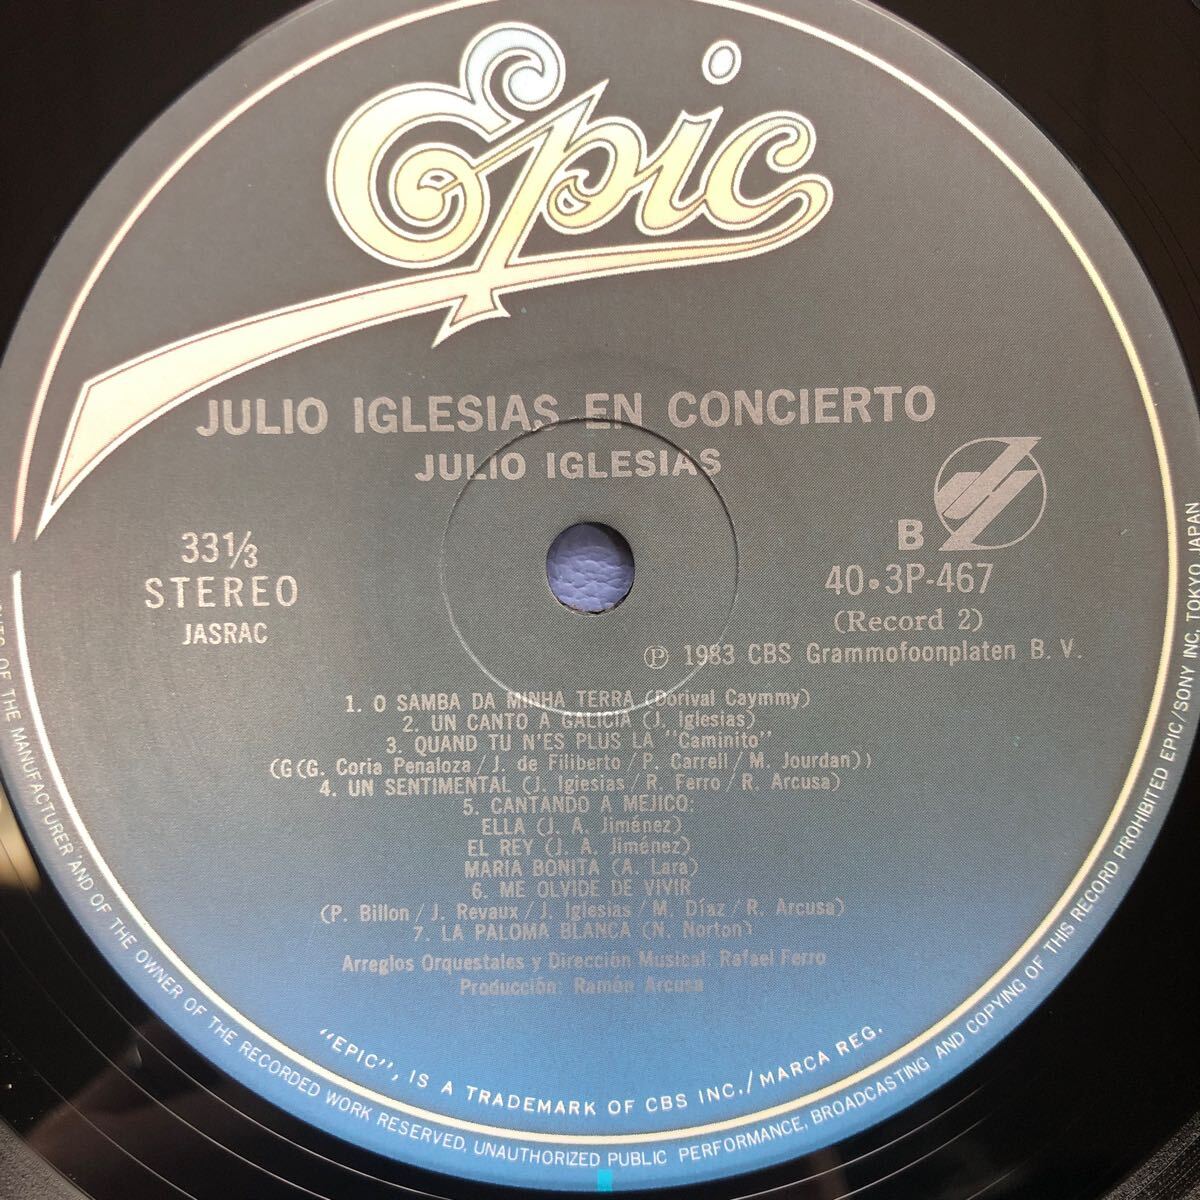 Epic
JULIO IGLESIAS EN CONCIERTO
JULIO IGLESIAS
33 1/3
STEREO
JASRAC
B
40・3P-467
(Record 2)
Ⓟ 1983 CBS Grammofoonplaten B. V.
1. O SAMBA DA MINHA TERRA (Dorival Caymmy)
2. UN CANTO A GALICIA (J. Iglesias)
3. QUAND TU N'ES PLUS LÀ "Caminito"
(G(G. Coria Penaloza/J. de Filiberto/P. Carrell/M. Jourdan))
4. UN SENTIMENTAL (J. Iglesias/R. Ferro/R. Arcusa)
5. CANTANDO A MEJICO:
ELLA (J. A. Jiménez)
EL REY (J. A. Jiménez)
MARIA BONITA (A. Lara)
6. ME OLVIDE DE VIVIR
(P. Billon/J. Revaux/J. Iglesias/M. Díaz/R. Arcusa)
7. LA PALOMA BLANCA (N. Norton)
Arreglos Orquestales y Dirección Musical: Rafael Ferro
Producción: Ramón Arcusa
"EPIC", IS A TRADEMARK OF CBS INC./MARCA REG.
OF THE MANUFACTURER AND OF THE OWNER OF THE RECORDED WORK RESERVED, UNAUTHORIZED PUBLIC PERFORMANCE, BROADCASTING AND COPYING OF THIS RECORD PROHIBITED EPIC/SONY INC. TOKYO JAPAN